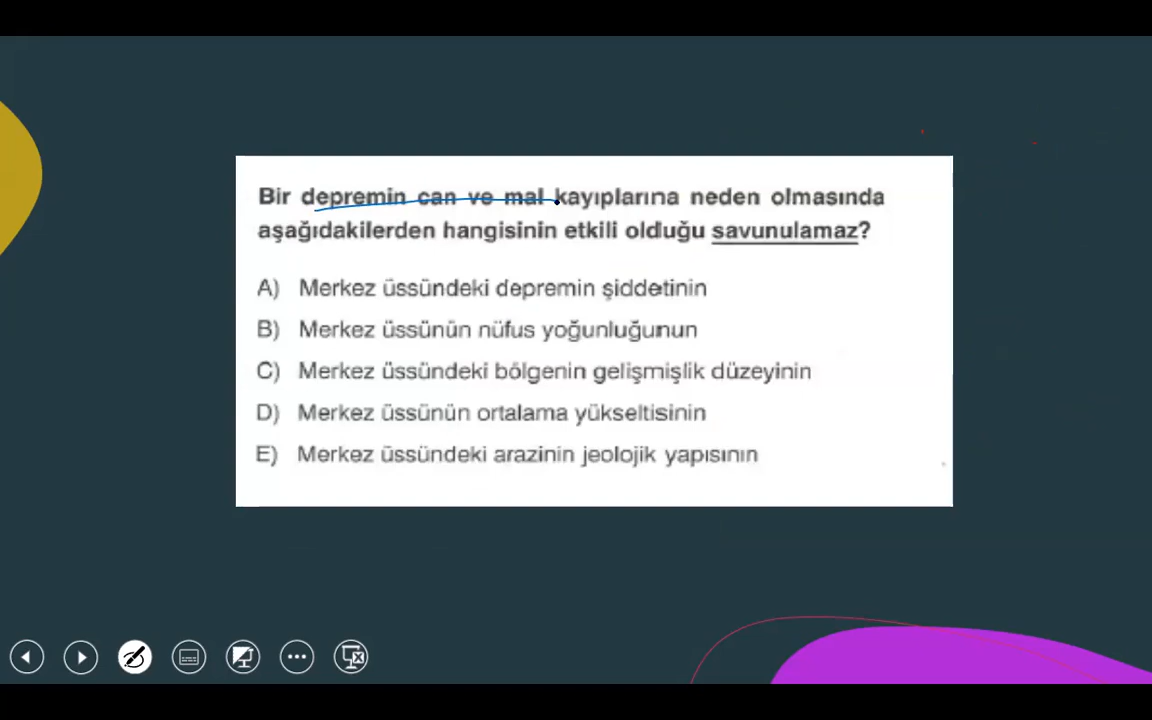 Bir depremin can ve mal kayıplarına neden olmasında
aşağıdakilerden hangisinin etkili olduğu savunulamaz?
A) Merkez üssündeki depremin şiddetinin
B) Merkez üssünün nüfus yoğunluğunun
C) Merkez üssündeki bölgenin gelişmişlik düzeyinin
D) Merkez üssünün ortalama yükseltisinin
E) Merkez üssündeki arazinin jeolojik yapısının